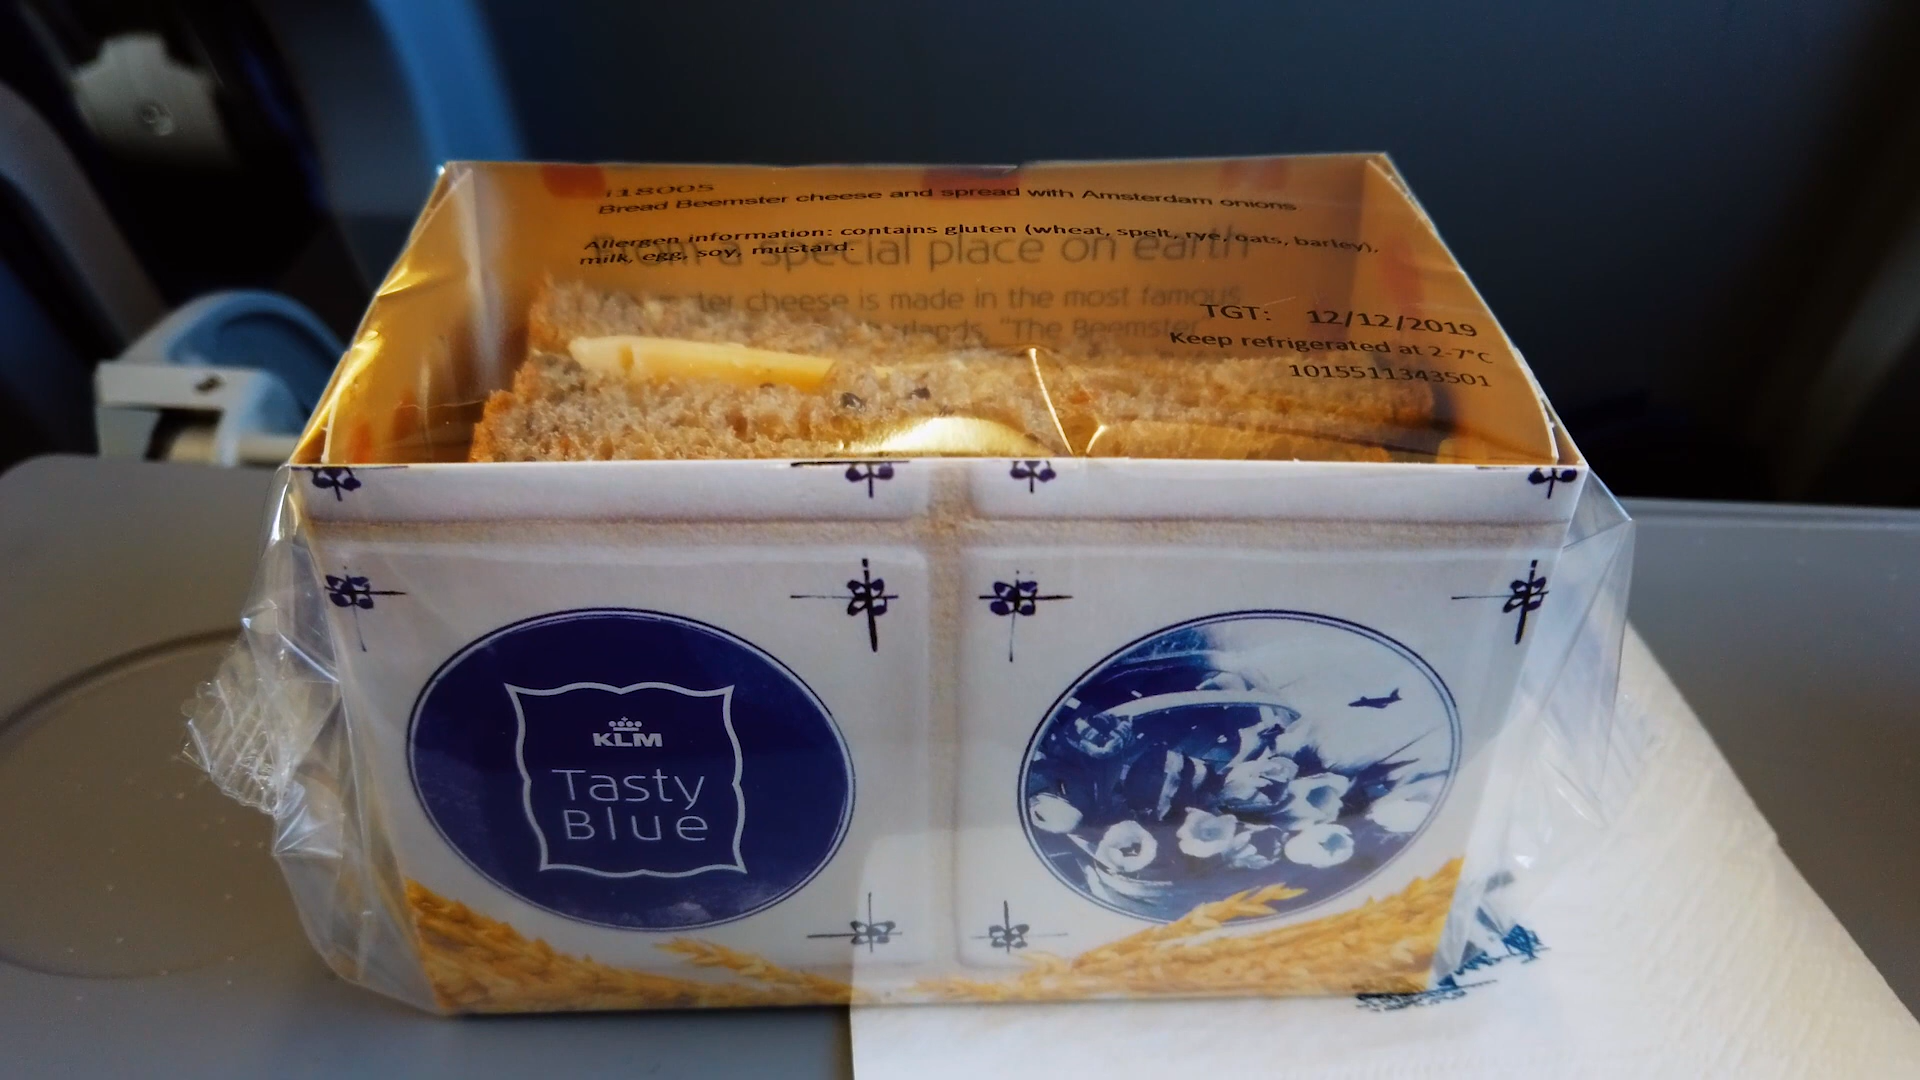 i18005
Bread Beemster cheese and spread with Amsterdam onions
Allergen information: contains gluten (wheat, spelt, rye, oats, barley),
milk, egg, soy, mustard.
a special place on earth
cheese is made in the most famous
"The Beemster
TGT: 12/12/2019
Keep refrigerated at 2-7°C
1015511343501
KLM
Tasty
Blue